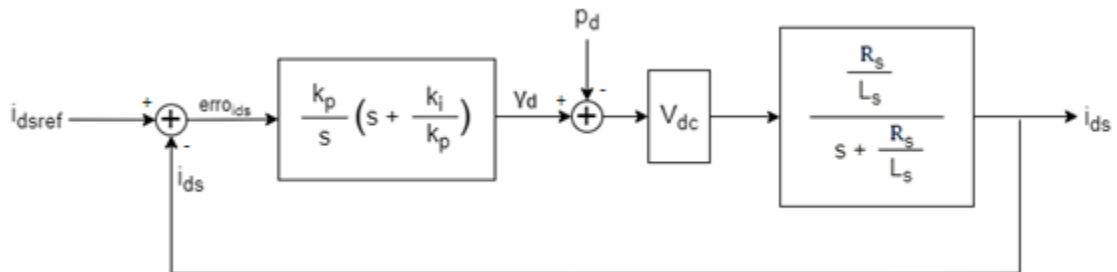 p_d
i_dsref
+
-
erro_ids
k_p
s
(s +
k_i
k_p
)
γ_d
+
-
V_dc
R_s
L_s
s +
R_s
L_s
i_ds
i_ds